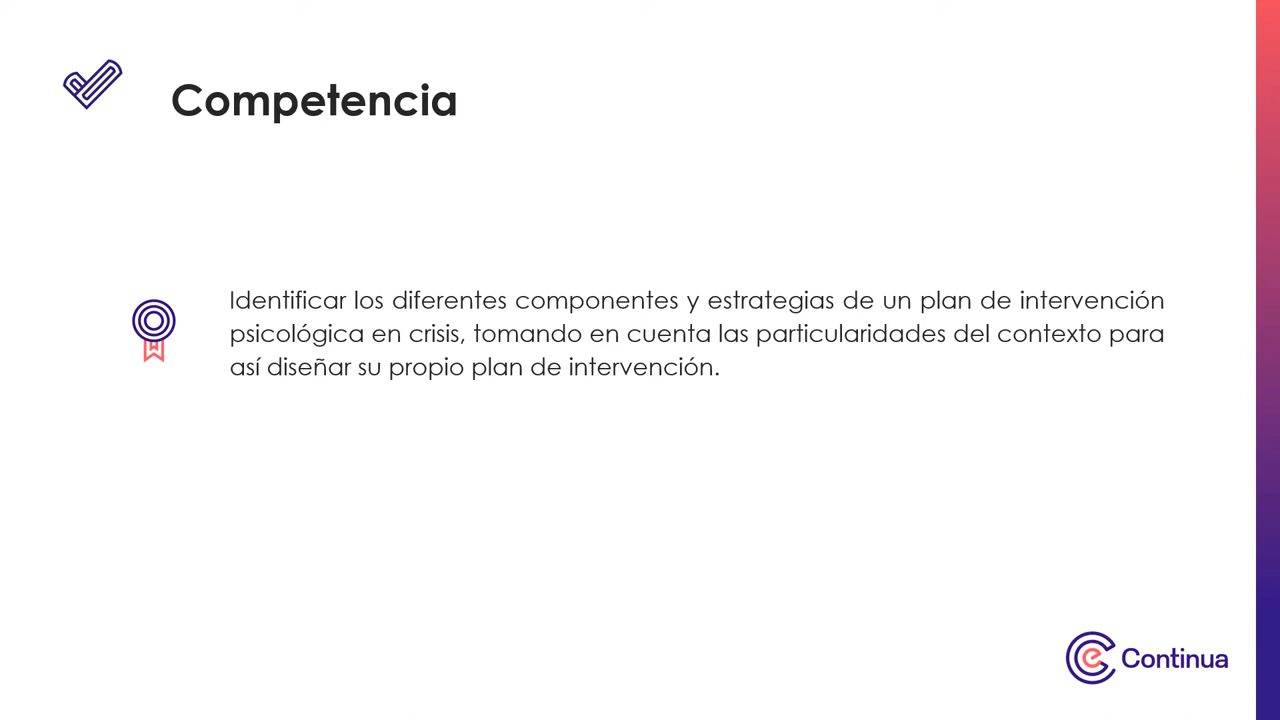 Competencia
Identificar los diferentes componentes y estrategias de un plan de intervención
psicológica en crisis, tomando en cuenta las particularidades del contexto para
así diseñar su propio plan de intervención.
e Continua